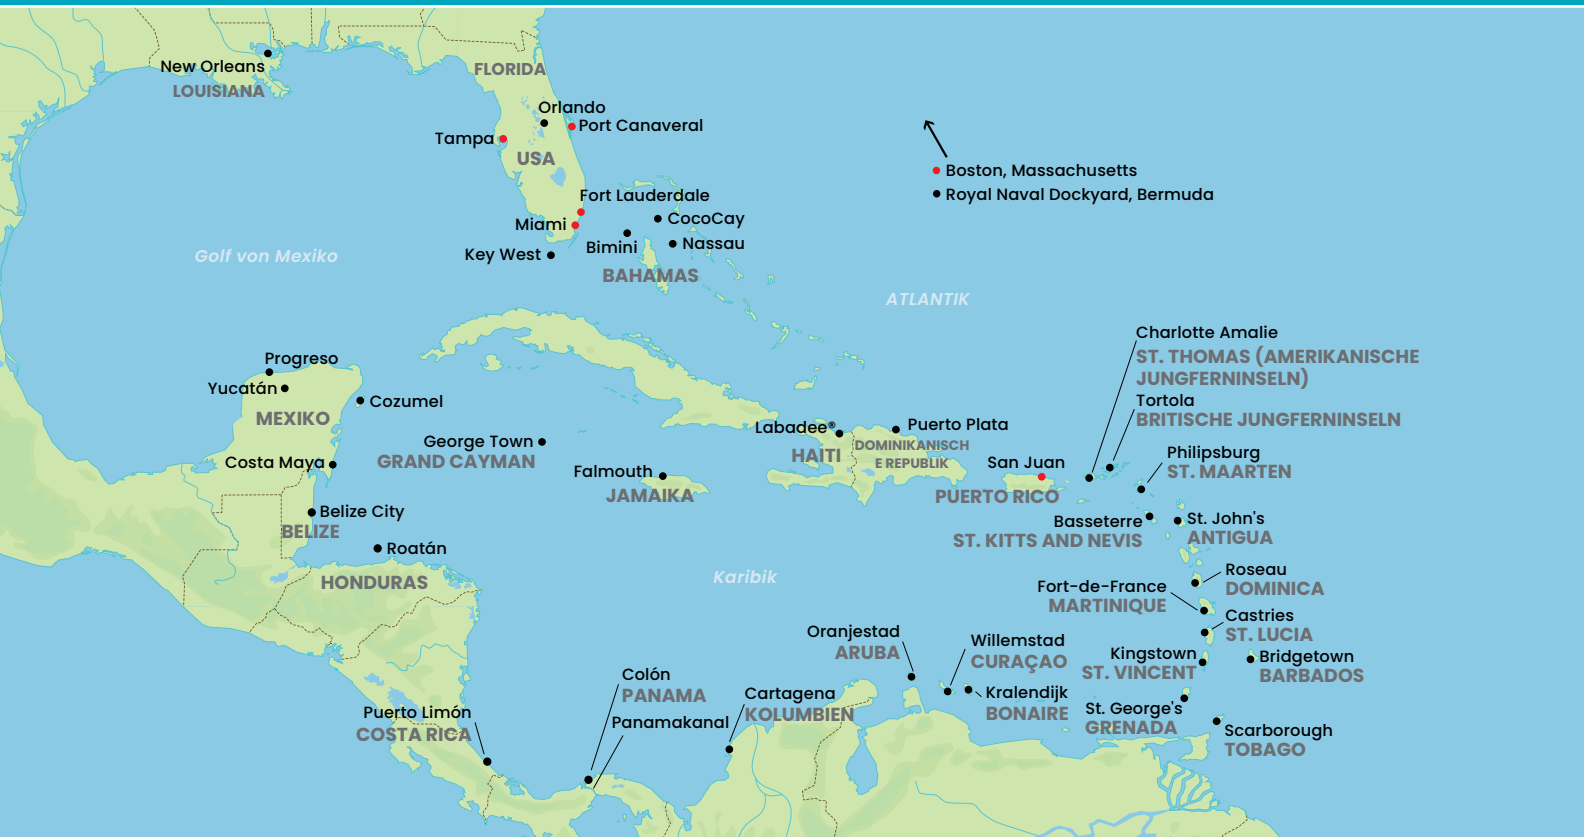 New Orleans
LOUISIANA
FLORIDA
Orlando
Port Canaveral
Tampa
USA
Fort Lauderdale
Miami
CocoCay
Bimini
Nassau
Key West
BAHAMAS
Golf von Mexiko
Boston, Massachusetts
Royal Naval Dockyard, Bermuda
ATLANTIK
Progreso
Yucatán
MEXIKO
Cozumel
Costa Maya
George Town
GRAND CAYMAN
Belize City
BELIZE
Roatán
HONDURAS
Falmouth
JAMAIKA
Labadee®
HAITI
Puerto Plata
DOMINIKANISCH
E REPUBLIK
San Juan
PUERTO RICO
Charlotte Amalie
ST. THOMAS (AMERIKANISCHE
JUNGFERNINSELN)
Tortola
BRITISCHE JUNGFERNINSELN
Philipsburg
ST. MAARTEN
Basseterre
ST. KITTS AND NEVIS
St. John's
ANTIGUA
Karibik
Roseau
DOMINICA
Fort-de-France
MARTINIQUE
Castries
ST. LUCIA
Kingstown
ST. VINCENT
Bridgetown
BARBADOS
St. George's
GRENADA
Scarborough
TOBAGO
Oranjestad
ARUBA
Willemstad
CURAÇAO
Kralendijk
BONAIRE
Colón
PANAMA
Panamakanal
Cartagena
KOLUMBIEN
Puerto Limón
COSTA RICA